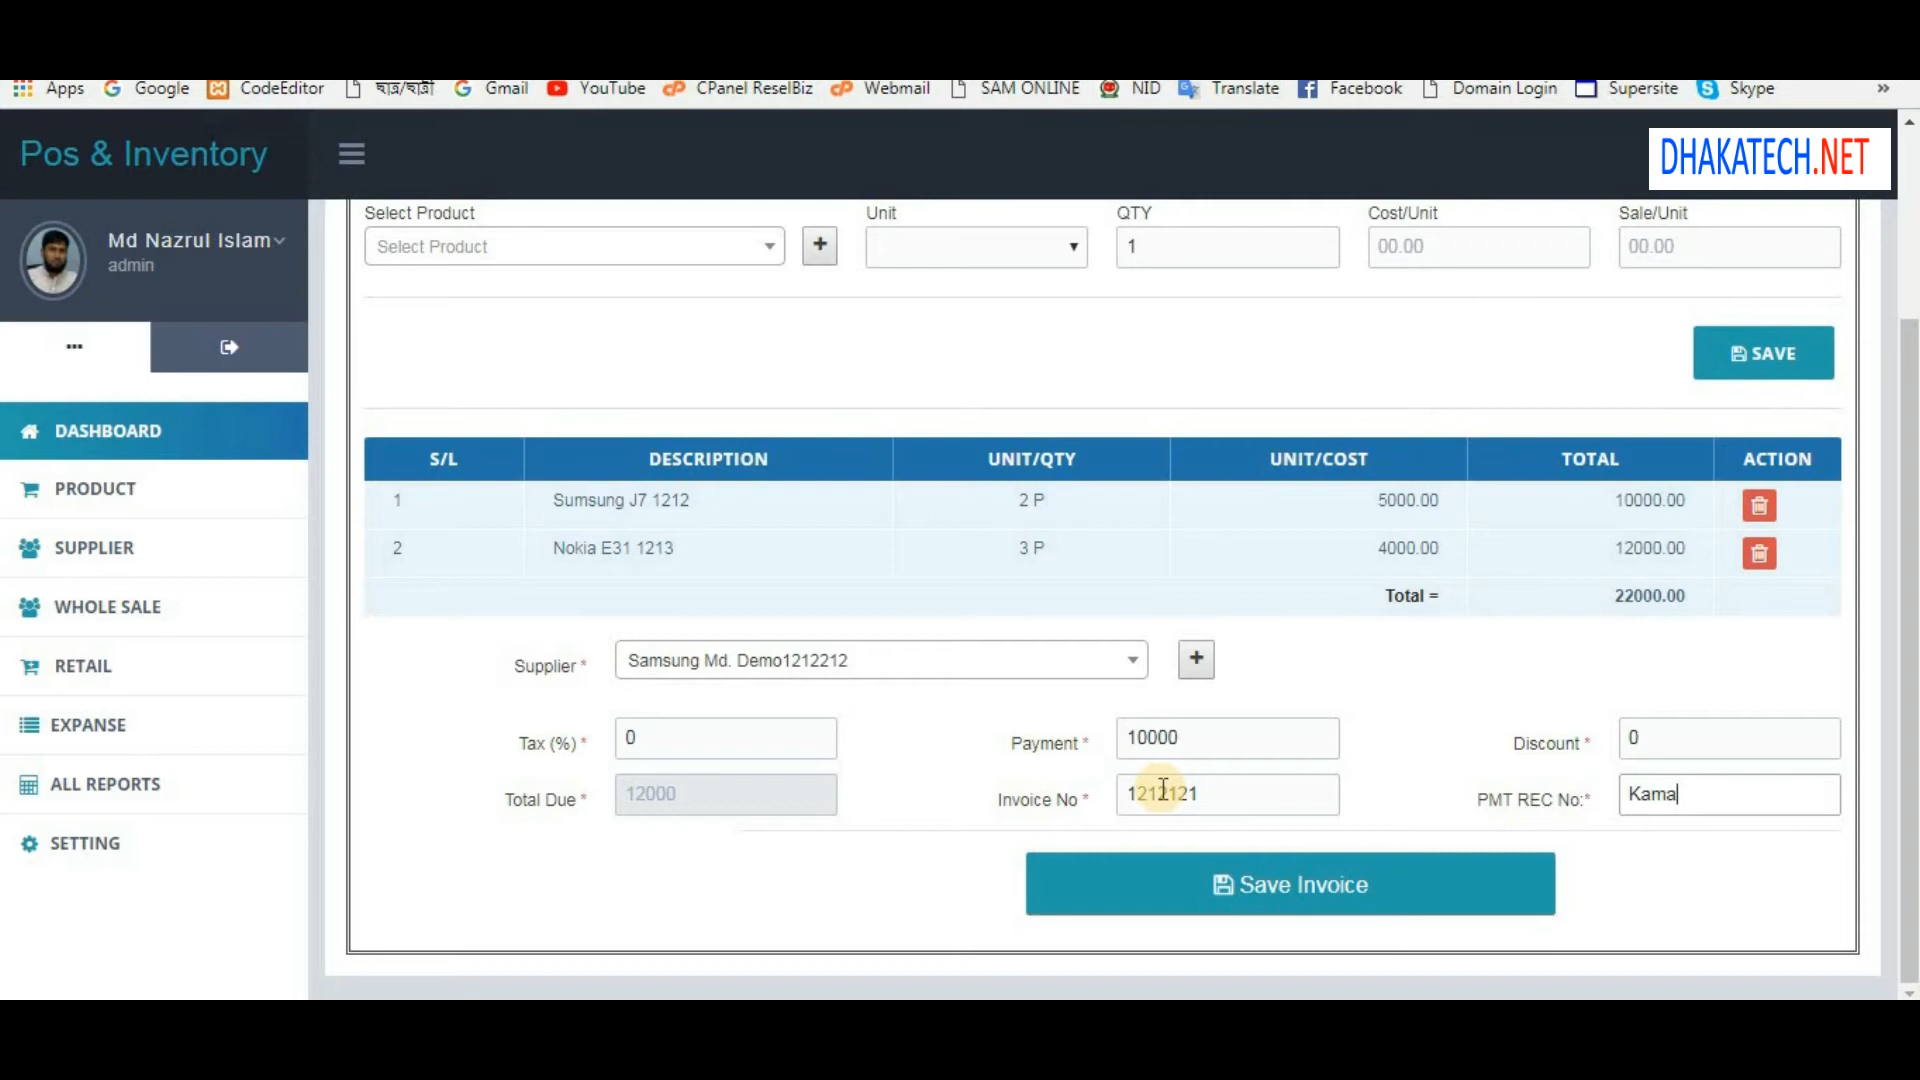 Apps Google CodeEditor ছাত্র/ছাত্রী Gmail YouTube CPanel ReselBiz Webmail SAM ONLINE NID Translate Facebook Domain Login Supersite Skype »
Pos & Inventory
DHAKATECH.NET
Md Nazrul Islam
admin
DASHBOARD
PRODUCT
SUPPLIER
WHOLE SALE
RETAIL
EXPANSE
ALL REPORTS
SETTING
Select Product Unit QTY Cost/Unit Sale/Unit
Select Product + 1 00.00 00.00
SAVE
S/L DESCRIPTION UNIT/QTY UNIT/COST TOTAL ACTION
1 Sumsung J7 1212 2 P 5000.00 10000.00
2 Nokia E31 1213 3 P 4000.00 12000.00
Total = 22000.00
Supplier * Samsung Md. Demo1212212 +
Tax (%) * 0 Payment * 10000 Discount * 0
Total Due * 12000 Invoice No * 1212121 PMT REC No:* Kama
Save Invoice